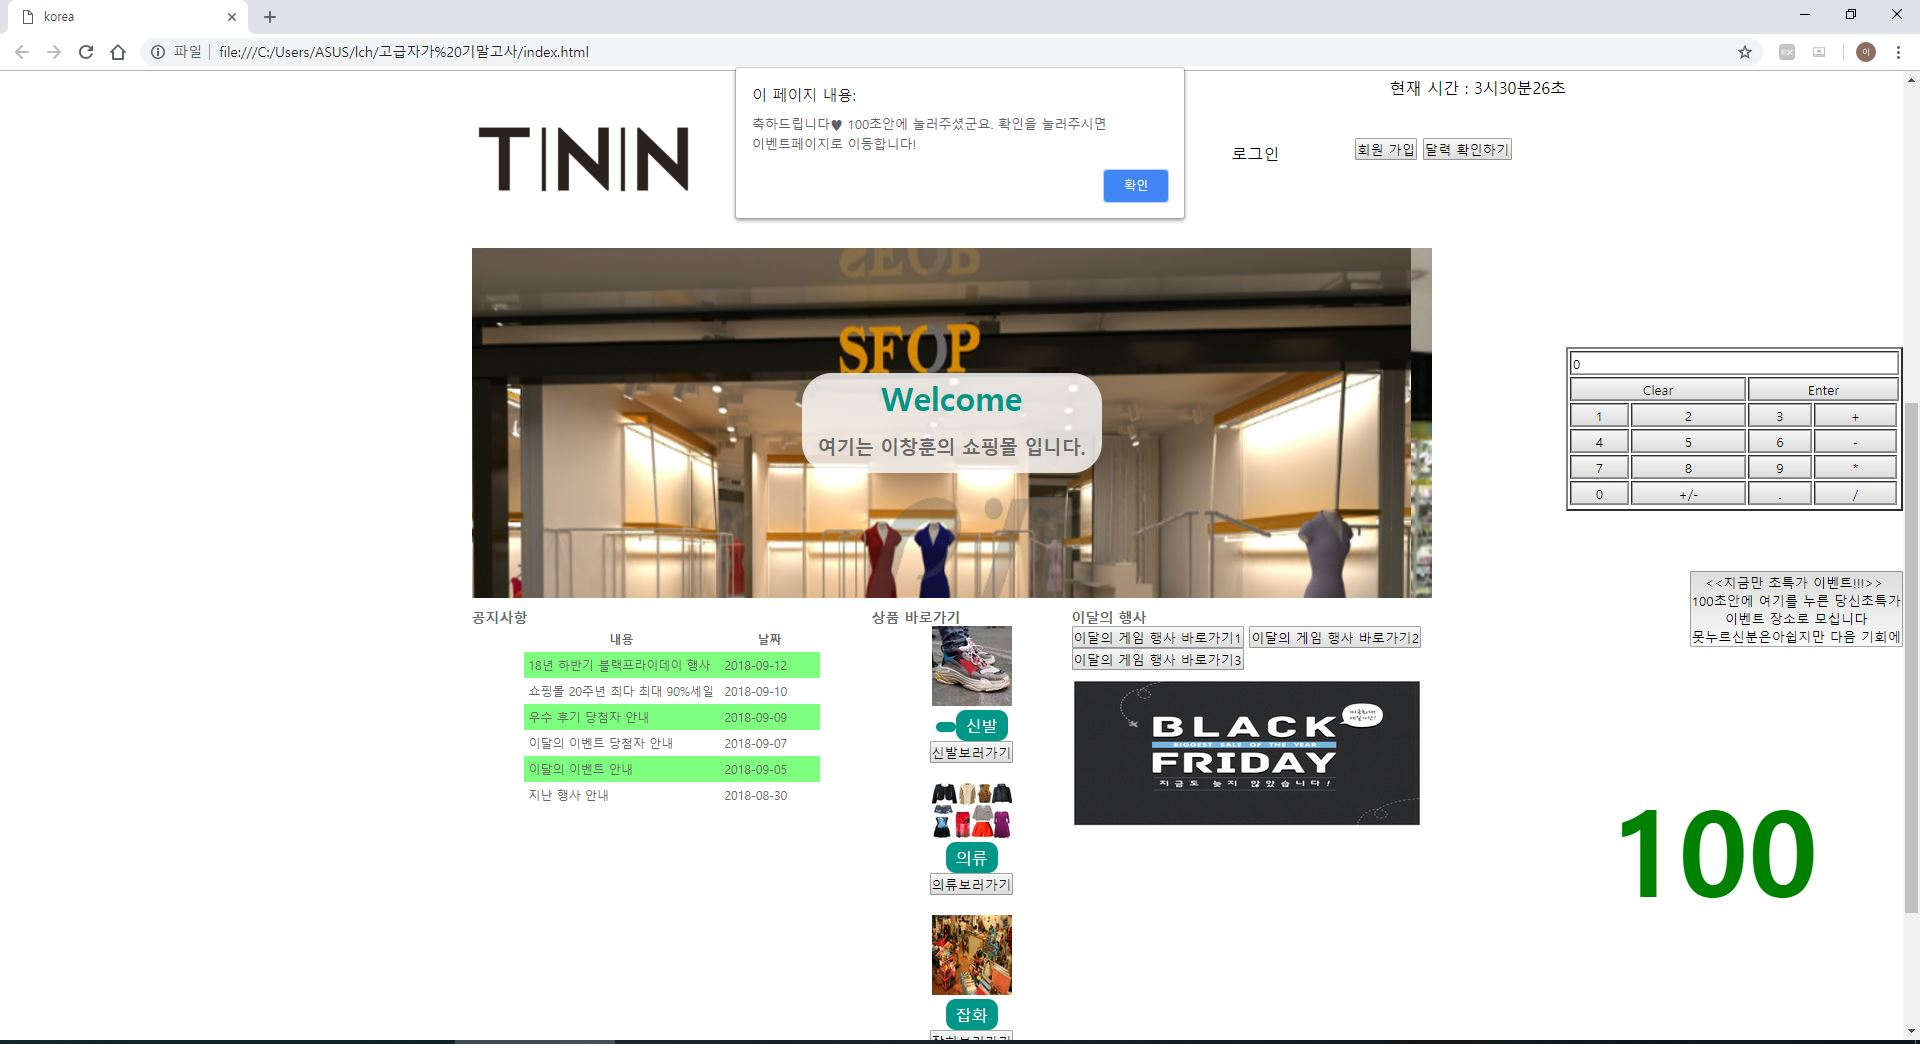 korea
파일
file:///C:/Users/ASUS/lch/고급자가%20기말고사/index.html
이
이 페이지 내용:
축하드립니다♥ 100초안에 눌러주셨군요. 확인을 눌러주시면
이벤트페이지로 이동합니다!
확인
현재 시간 : 3시30분26초
TNN
로그인
회원 가입 달력 확인하기
SFOP
Welcome
여기는 이창훈의 쇼핑몰 입니다.
0
Clear Enter
1 2 3 +
4 5 6 -
7 8 9 *
0 +/- . /
<<지금만 초특가 이벤트!!!>>
100초안에 여기를 누른 당신초특가
이벤트 장소로 모십니다
못누르신분은아쉽지만 다음 기회에
공지사항
내용 날짜
18년 하반기 블랙프라이데이 행사 2018-09-12
쇼핑몰 20주년 최다 최대 90%세일 2018-09-10
우수 후기 당첨자 안내 2018-09-09
이달의 이벤트 당첨자 안내 2018-09-07
이달의 이벤트 안내 2018-09-05
지난 행사 안내 2018-08-30
상품 바로가기
신발
신발보러가기
의류
의류보러가기
잡화
이달의 행사
이달의 게임 행사 바로가기1 이달의 게임 행사 바로가기2
이달의 게임 행사 바로가기3
BLACK
BIGGEST SALE OF THE YEAR
FRIDAY
지금도 늦지 않았습니다!
100